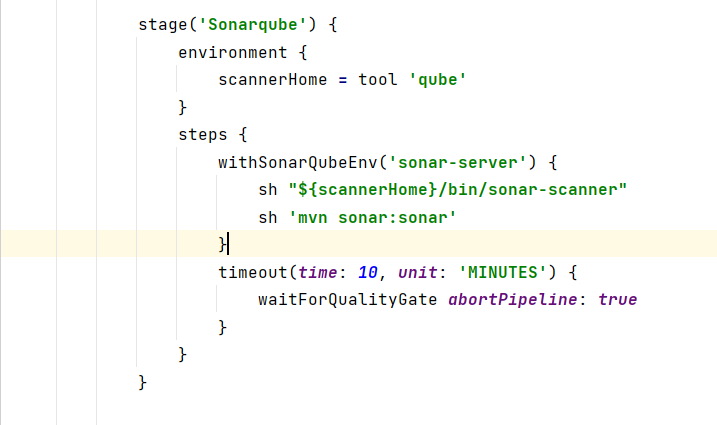 stage('Sonarqube') {
    environment {
        scannerHome = tool 'qube'
    }
    steps {
        withSonarQubeEnv('sonar-server') {
            sh "${scannerHome}/bin/sonar-scanner"
            sh 'mvn sonar:sonar'
        }
        timeout(time: 10, unit: 'MINUTES') {
            waitForQualityGate abortPipeline: true
        }
    }
}